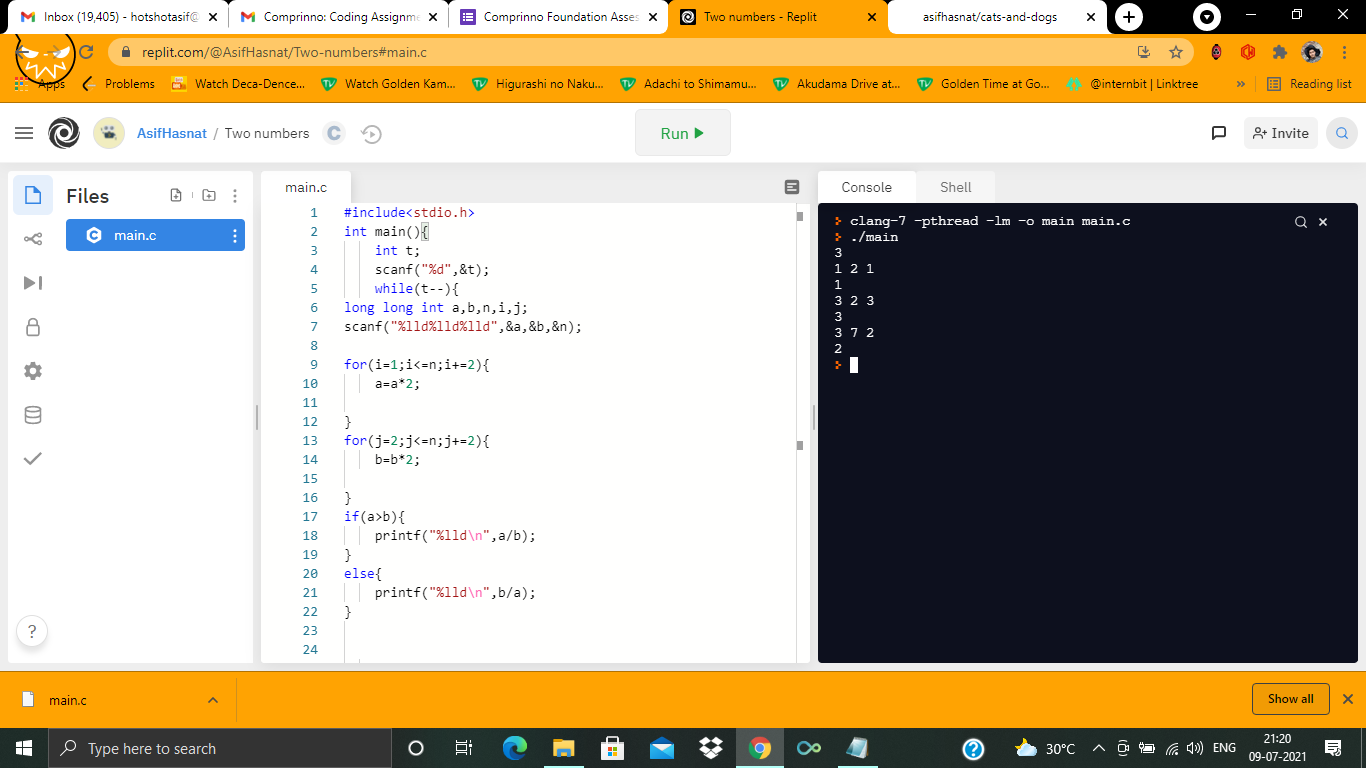 Inbox (19,405) - hotshotasif@
Comprinno: Coding Assignme
Comprinno Foundation Asses
Two numbers - Replit
asifhasnat/cats-and-dogs
replit.com/@AsifHasnat/Two-numbers#main.c
Apps
Problems
Watch Deca-Dence...
Watch Golden Kam...
Higurashi no Naku...
Adachi to Shimamu...
Akudama Drive at...
Golden Time at Go...
@internbit | Linktree
»
Reading list
AsifHasnat / Two numbers C
Run
Invite
Files
main.c
main.c
1 #include<stdio.h>
2 int main(){
3 int t;
4 scanf("%d",&t);
5 while(t--){
6 long long int a,b,n,i,j;
7 scanf("%lld%lld%lld",&a,&b,&n);
8
9 for(i=1;i<=n;i+=2){
10 a=a*2;
11
12 }
13 for(j=2;j<=n;j+=2){
14 b=b*2;
15
16 }
17 if(a>b){
18 printf("%lld\n",a/b);
19 }
20 else{
21 printf("%lld\n",b/a);
22 }
23
24
Console
Shell
clang-7 -pthread -lm -o main main.c
./main
3
1 2 1
1
3 2 3
3
3 7 2
2
?
main.c
Show all
Type here to search
30°C
ENG
21:20
09-07-2021